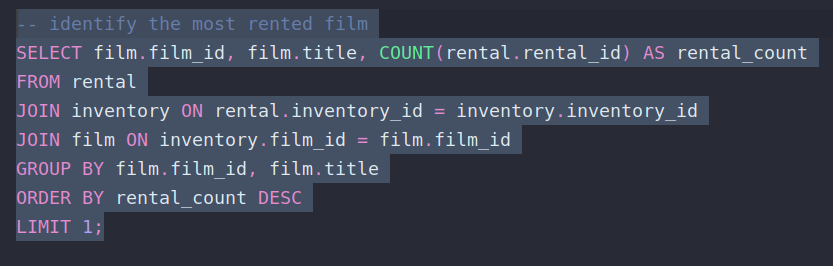 -- identify the most rented film
SELECT film.film_id, film.title, COUNT(rental.rental_id) AS rental_count
FROM rental
JOIN inventory ON rental.inventory_id = inventory.inventory_id
JOIN film ON inventory.film_id = film.film_id
GROUP BY film.film_id, film.title
ORDER BY rental_count DESC
LIMIT 1;